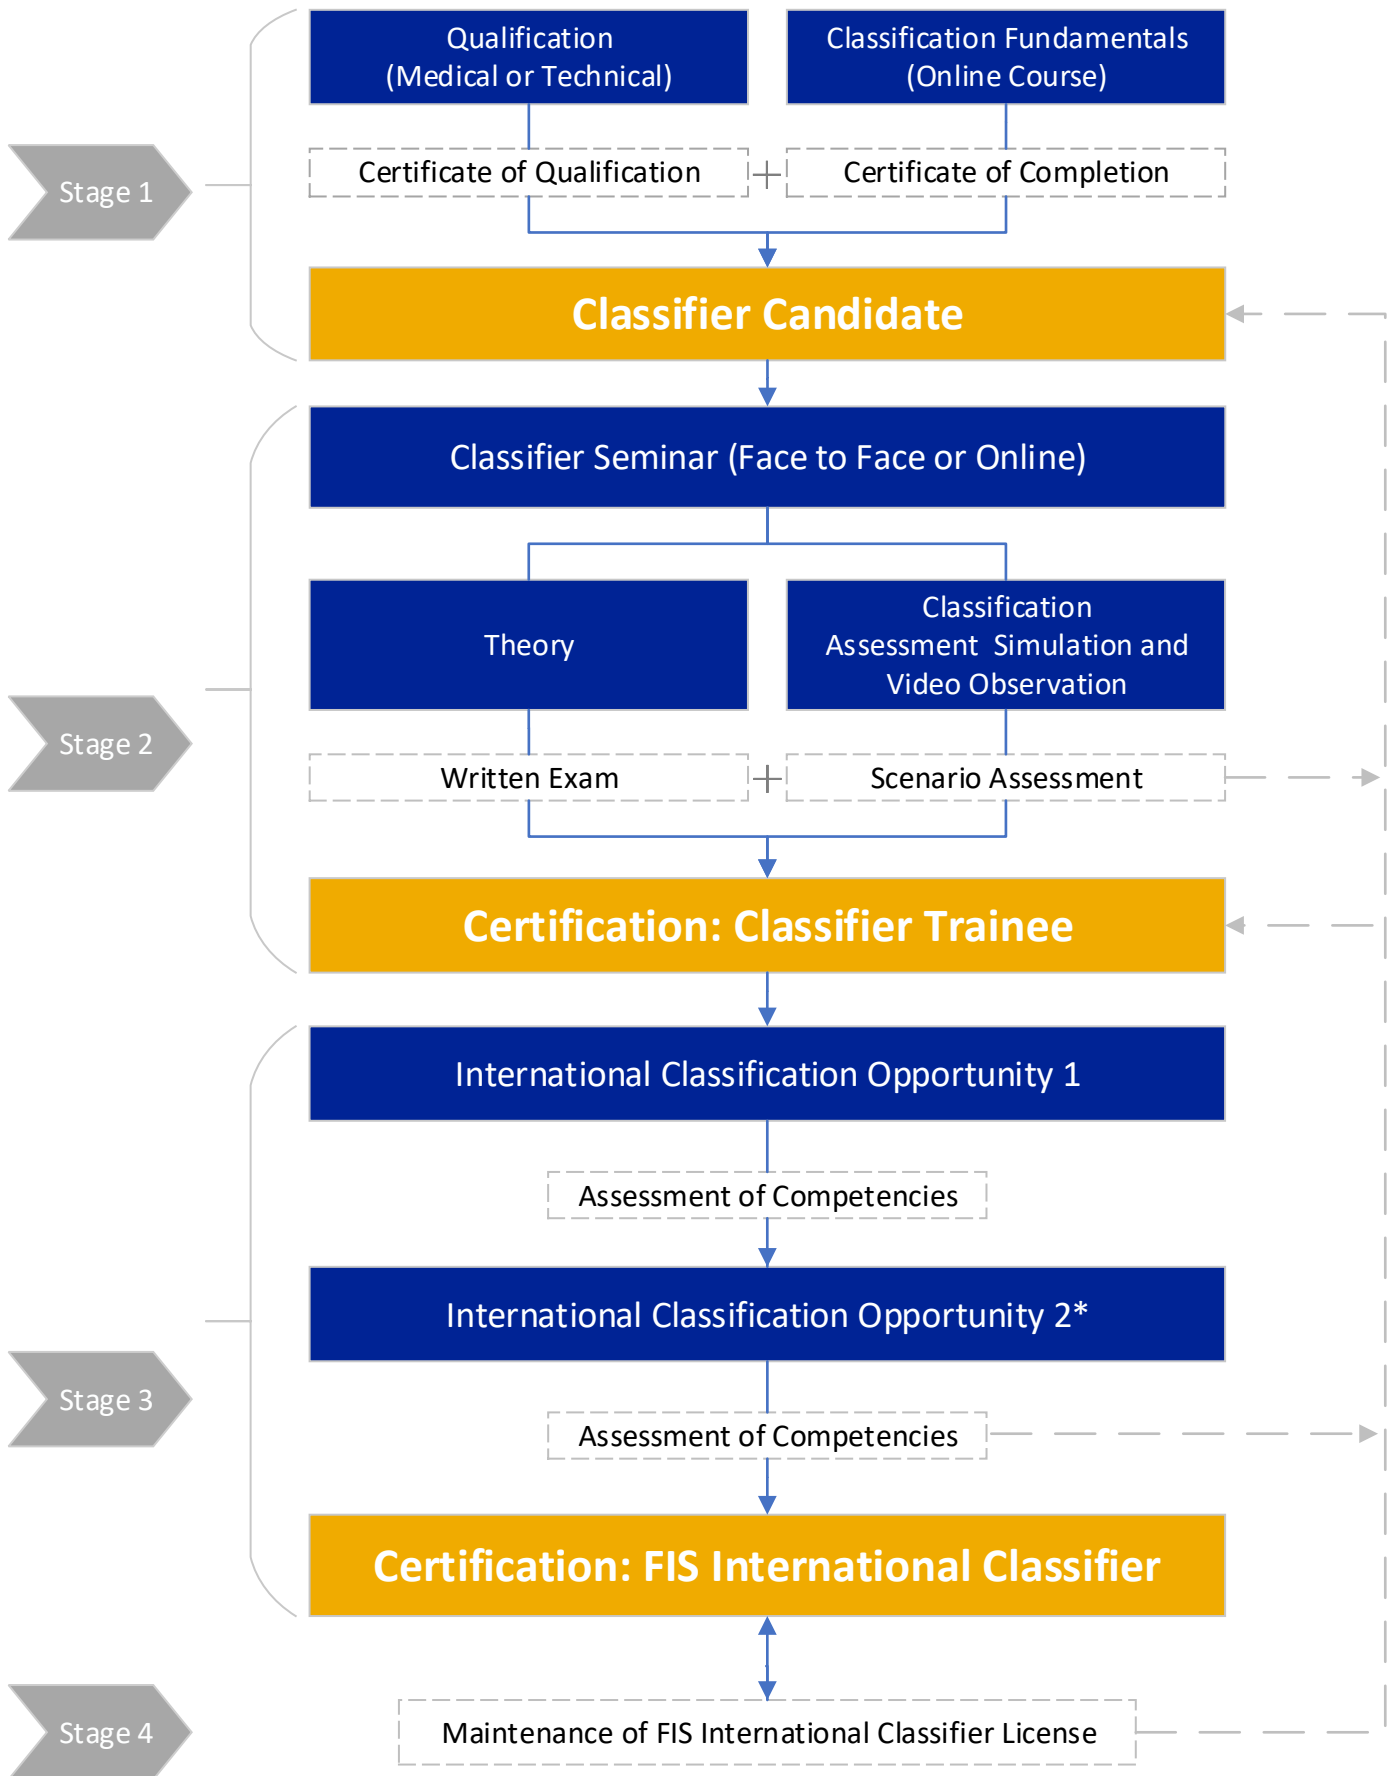 Qualification
(Medical or Technical)
Classification Fundamentals
(Online Course)
Stage 1
Certificate of Qualification
+
Certificate of Completion
Classifier Candidate
Classifier Seminar (Face to Face or Online)
Theory
Classification
Assessment  Simulation and
Video Observation
Stage 2
Written Exam
+
Scenario Assessment
Certification: Classifier Trainee
International Classification Opportunity 1
Assessment of Competencies
International Classification Opportunity 2*
Stage 3
Assessment of Competencies
Certification: FIS International Classifier
Stage 4
Maintenance of FIS International Classifier License